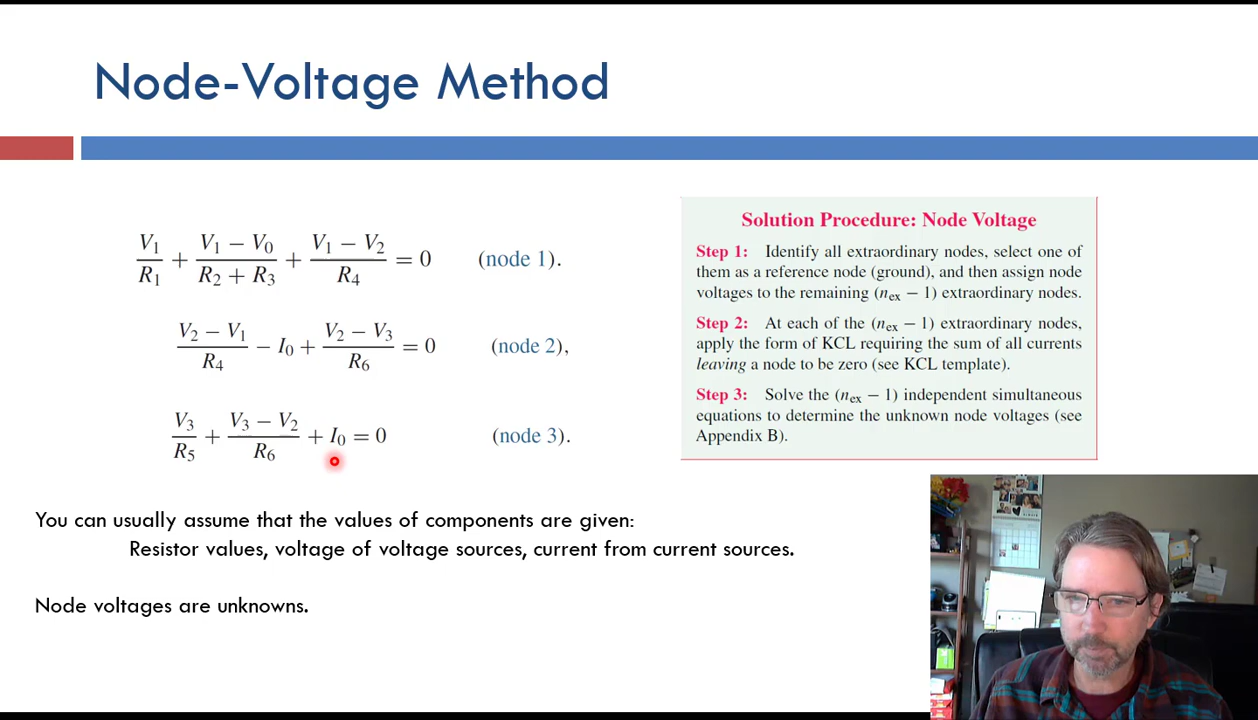 Node-Voltage Method
V₁/R₁ + (V₁ − V₀)/(R₂ + R₃) + (V₁ − V₂)/R₄ = 0 (node 1).
(V₂ − V₁)/R₄ − I₀ + (V₂ − V₃)/R₆ = 0 (node 2),
V₃/R₅ + (V₃ − V₂)/R₆ + I₀ = 0 (node 3).
Solution Procedure: Node Voltage
Step 1: Identify all extraordinary nodes, select one of
them as a reference node (ground), and then assign node
voltages to the remaining (nₑₓ − 1) extraordinary nodes.
Step 2: At each of the (nₑₓ − 1) extraordinary nodes,
apply the form of KCL requiring the sum of all currents
leaving a node to be zero (see KCL template).
Step 3: Solve the (nₑₓ − 1) independent simultaneous
equations to determine the unknown node voltages (see
Appendix B).
You can usually assume that the values of components are given:
Resistor values, voltage of voltage sources, current from current sources.
Node voltages are unknowns.